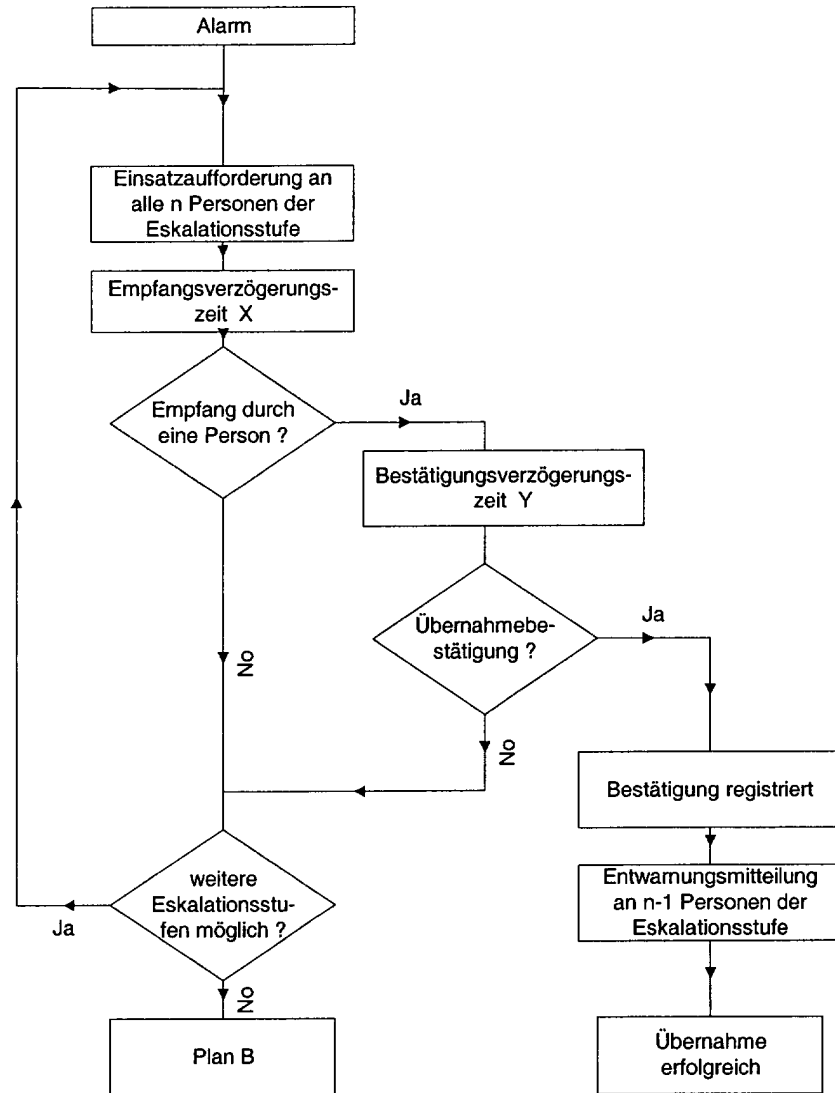 Alarm
Einsatzaufforderung an
alle n Personen der
Eskalationsstufe
Empfangsverzögerungs-
zeit X
Empfang durch
eine Person ?
Ja
Bestätigungsverzögerungs-
zeit Y
No
Übernahmebe-
stätigung ?
Ja
No
Bestätigung registriert
Entwarnungsmitteilung
an n-1 Personen der
Eskalationsstufe
Übernahme
erfolgreich
weitere
Eskalationsstu-
fen möglich ?
Ja
No
Plan B